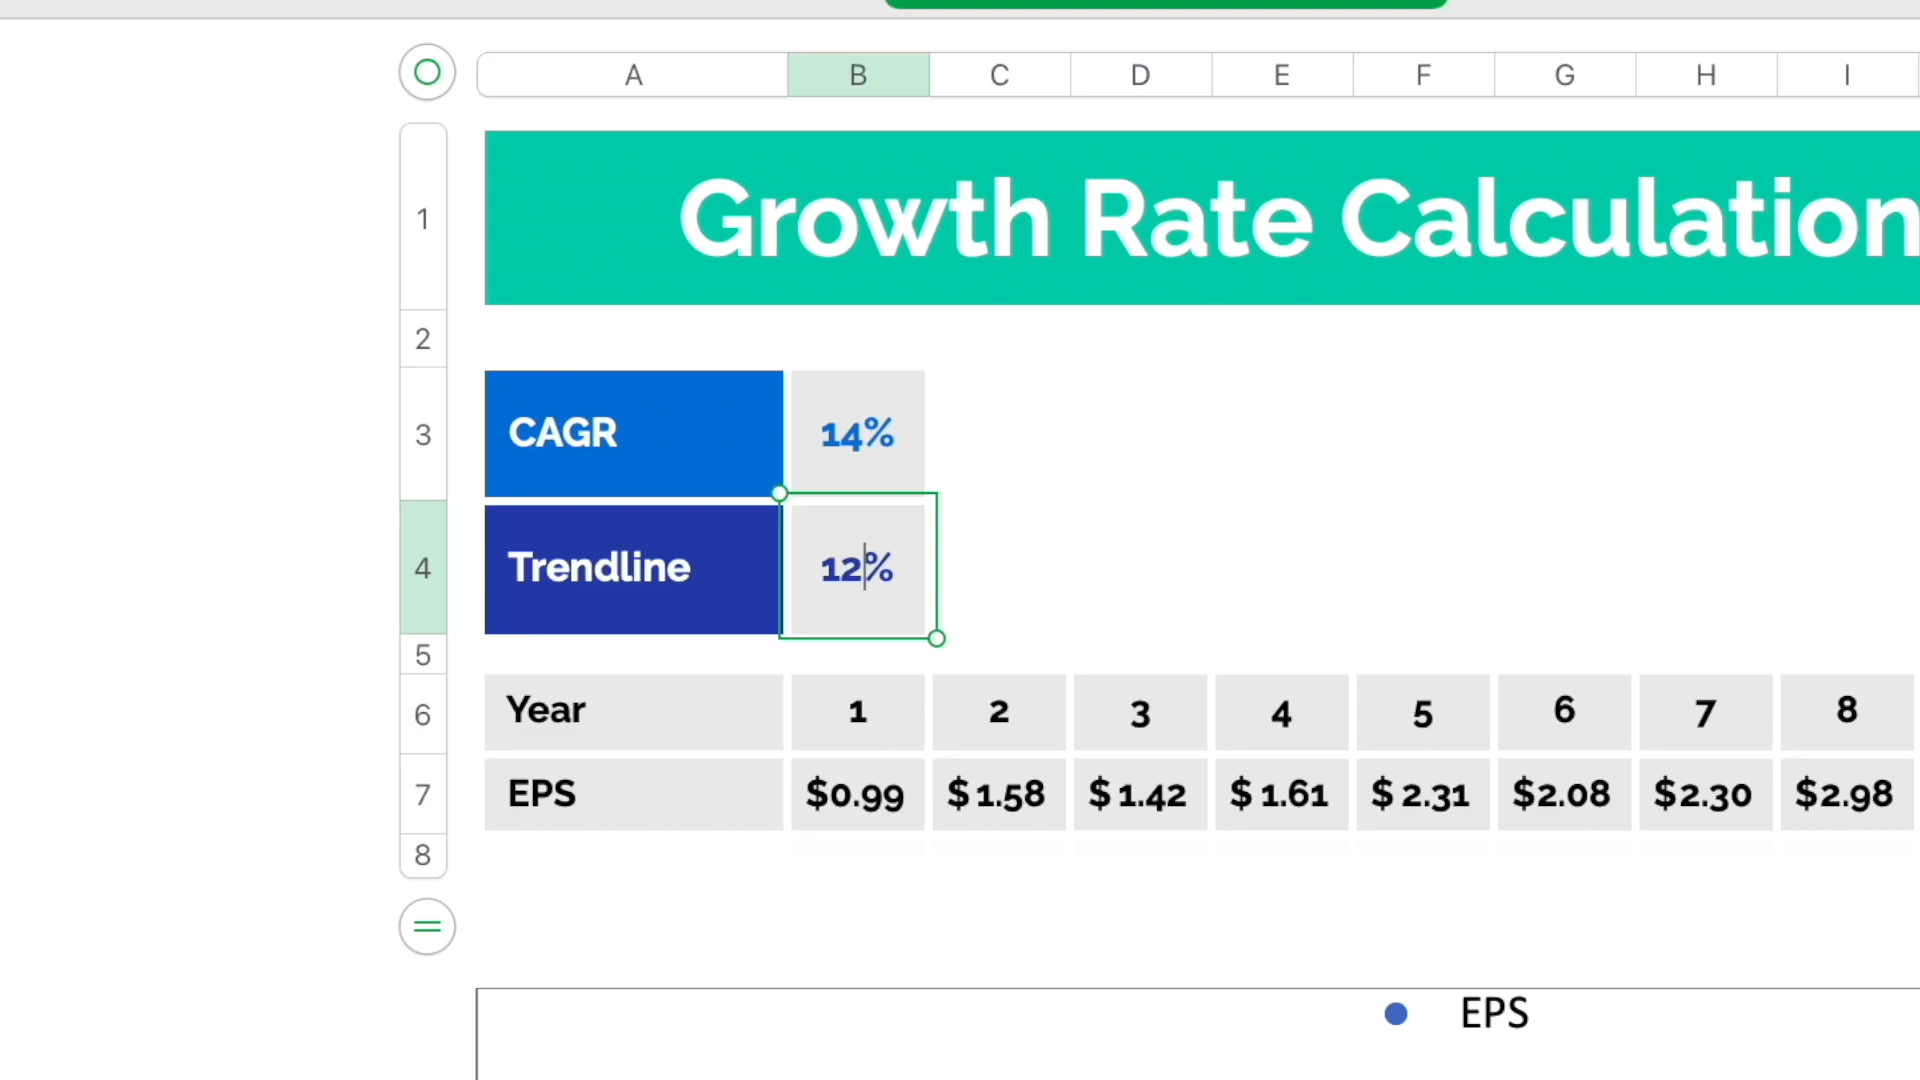 A B C D E F G H I
1 Growth Rate Calculation
2
3 CAGR 14%
4 Trendline 12%
5
6 Year 1 2 3 4 5 6 7 8
7 EPS $0.99 $1.58 $1.42 $1.61 $2.31 $2.08 $2.30 $2.98
8
EPS